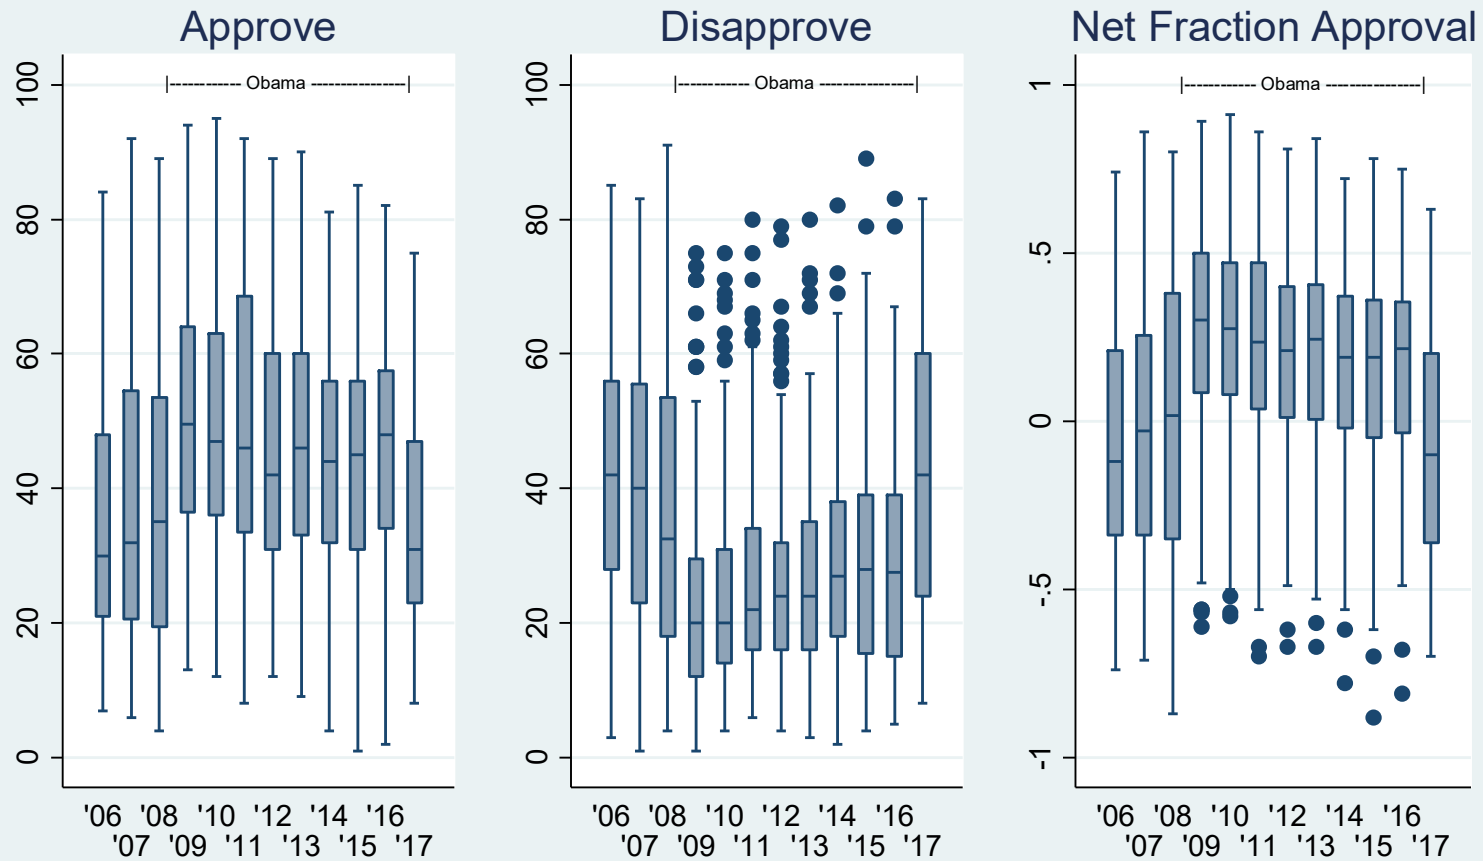 Approve Disapprove Net Fraction Approval
|----------- Obama ---------------| |----------- Obama ---------------| |----------- Obama ---------------|
100 100 1
80 80
60 60 .5
40 40 0
20 20 -.5
0 0 -1
'06 '08 '10 '12 '14 '16 '06 '08 '10 '12 '14 '16 '06 '08 '10 '12 '14 '16
'07 '09 '11 '13 '15 '17 '07 '09 '11 '13 '15 '17 '07 '09 '11 '13 '15 '17